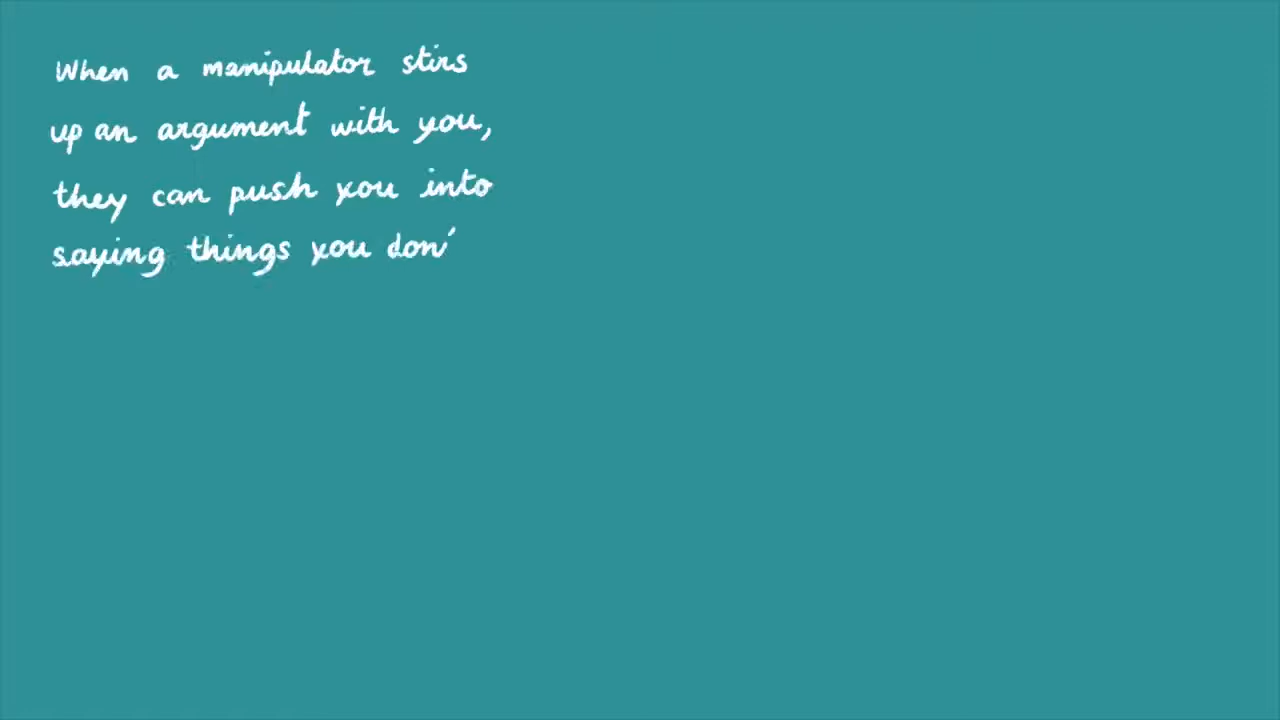 When a manipulator stirs
up an argument with you,
they can push you into
saying things you don'